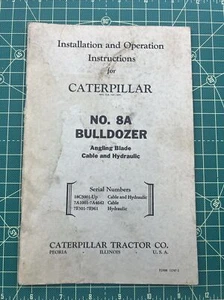 Installation and Operation
Instructions
for
CATERPILLAR
NO. 8A
BULLDOZER
Angling Blade
Cable and Hydraulic
Serial Numbers
Cable and Hydraulic
Cable
Hydraulic
CATERPILLAR TRACTOR CO.
PEORIA - ILLINOIS - U. S. A.
FORM